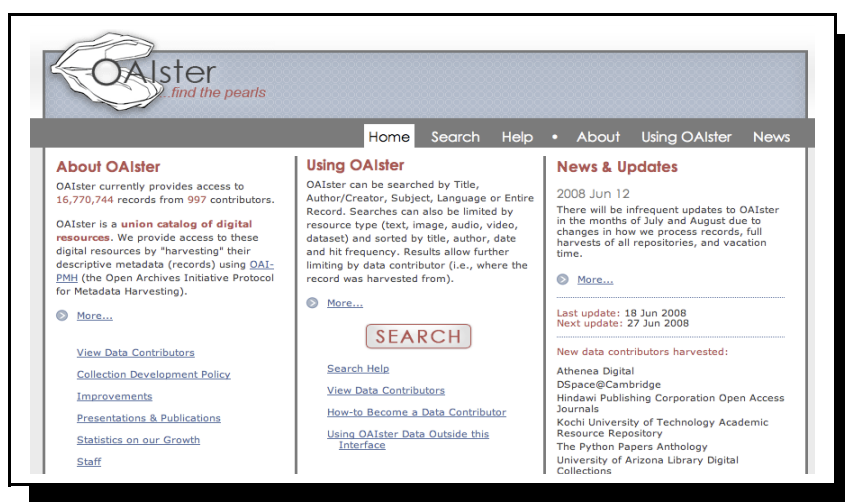 OAIster
...find the pearls
Home Search Help • About Using OAIster News
About OAIster
OAIster currently provides access to
16,770,744 records from 997 contributors.
OAIster is a union catalog of digital
resources. We provide access to these
digital resources by "harvesting" their
descriptive metadata (records) using OAI-
PMH (the Open Archives Initiative Protocol
for Metadata Harvesting).
More...
View Data Contributors
Collection Development Policy
Improvements
Presentations & Publications
Statistics on our Growth
Staff
Using OAIster
OAIster can be searched by Title,
Author/Creator, Subject, Language or Entire
Record. Searches can also be limited by
resource type (text, image, audio, video,
dataset) and sorted by title, author, date
and hit frequency. Results allow further
limiting by data contributor (i.e., where the
record was harvested from).
More...
SEARCH
Search Help
View Data Contributors
How-to Become a Data Contributor
Using OAIster Data Outside this
Interface
News & Updates
2008 Jun 12
There will be infrequent updates to OAIster
in the months of July and August due to
changes in how we process records, full
harvests of all repositories, and vacation
time.
More...
Last update: 18 Jun 2008
Next update: 27 Jun 2008
New data contributors harvested:
Athenea Digital
DSpace@Cambridge
Hindawi Publishing Corporation Open Access
Journals
Kochi University of Technology Academic
Resource Repository
The Python Papers Anthology
University of Arizona Library Digital
Collections